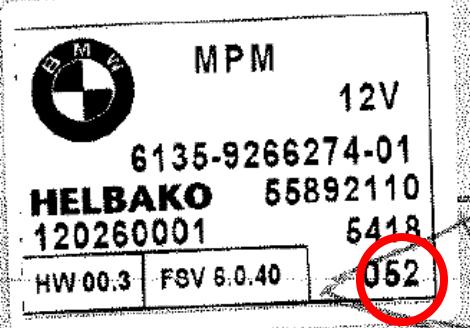 BMW
MPM
12V
6135-9266274-01
HELBAKO 55892110
120260001 5418
HW 00.3 FSV 6.0.40 052